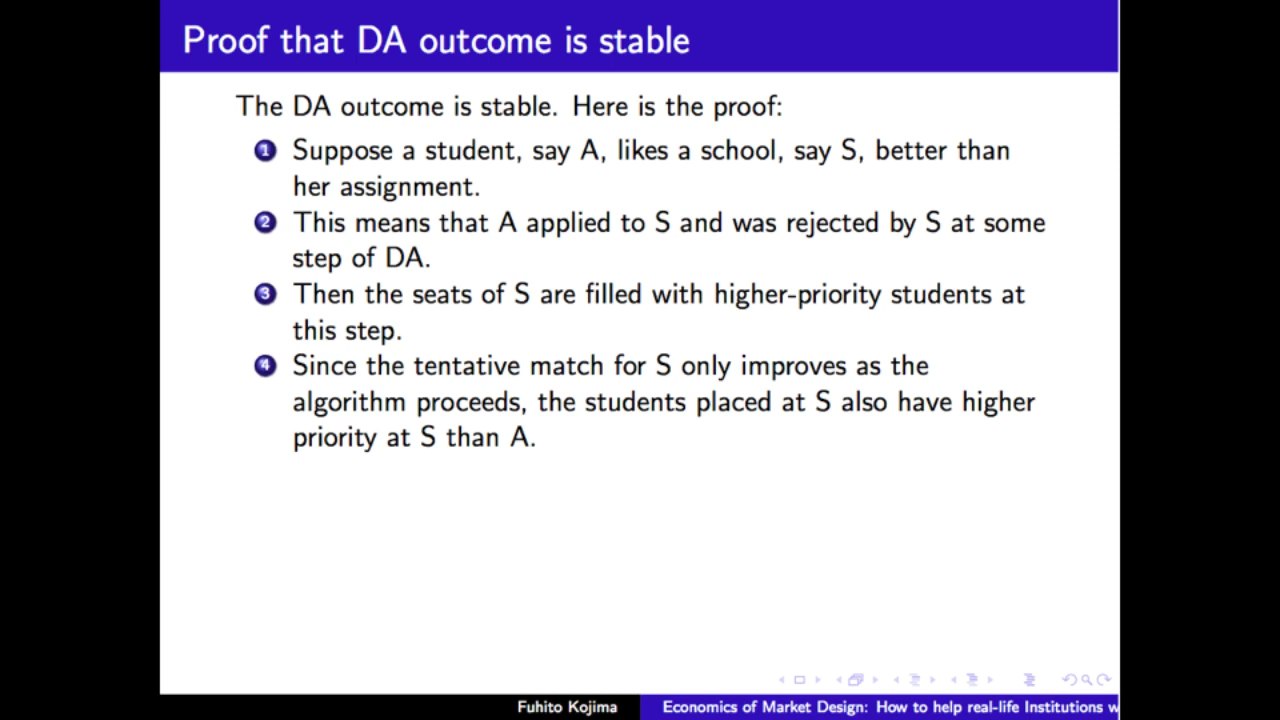 Proof that DA outcome is stable
The DA outcome is stable. Here is the proof:
1 Suppose a student, say A, likes a school, say S, better than
her assignment.
2 This means that A applied to S and was rejected by S at some
step of DA.
3 Then the seats of S are filled with higher-priority students at
this step.
4 Since the tentative match for S only improves as the
algorithm proceeds, the students placed at S also have higher
priority at S than A.
Fuhito Kojima Economics of Market Design: How to help real-life Institutions w